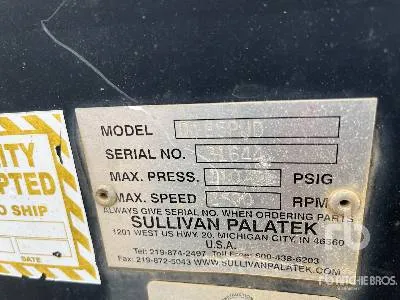 ITY
PTED
O SHIP
DATE
MODEL
SERIAL NO.
MAX. PRESS. PSIG
MAX. SPEED RPM
ALWAYS GIVE SERIAL NO. WHEN ORDERING PARTS
SULLIVAN PALATEK
1201 WEST US HWY. 20, MICHIGAN CITY, IN 46360
U.S.A.
Tel: 219-874-2497 Toll Free: 800-438-6203
Fax: 219-872-5043 WWW.SULLIVANPALATEK.COM
rb
RITCHIE BROS.
Auctioneers